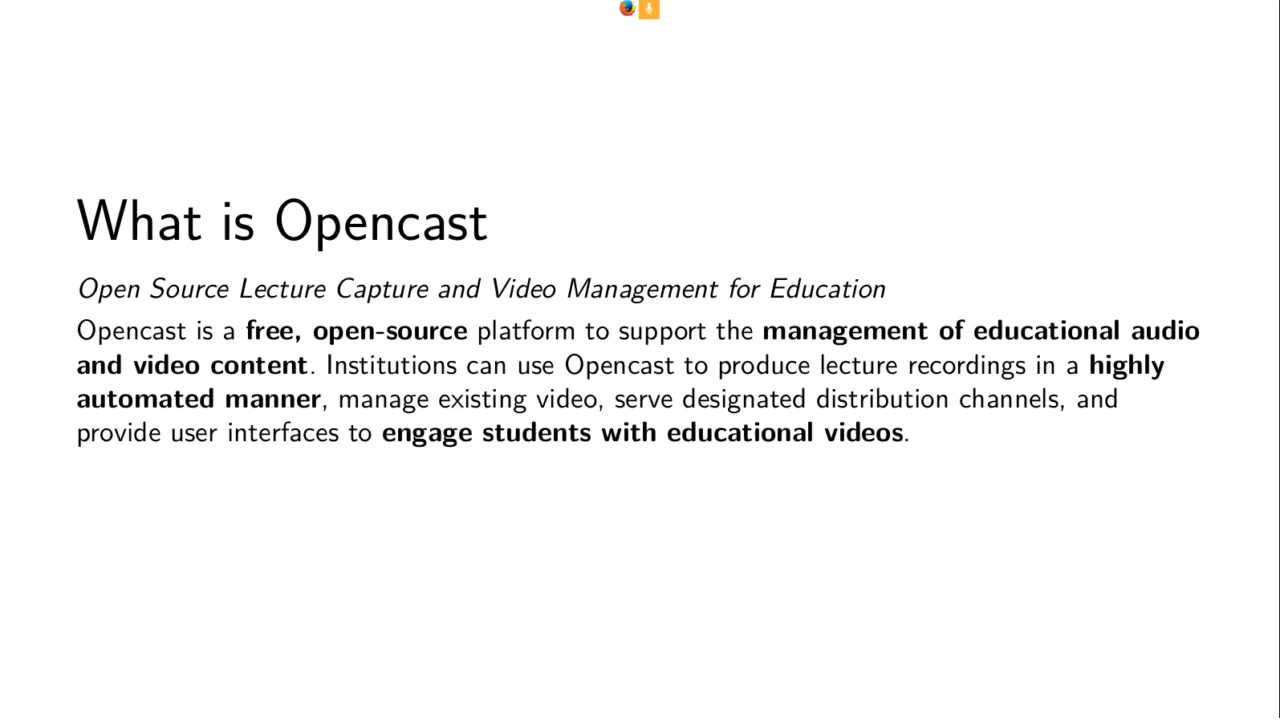 What is Opencast
Open Source Lecture Capture and Video Management for Education
Opencast is a free, open-source platform to support the management of educational audio
and video content. Institutions can use Opencast to produce lecture recordings in a highly
automated manner, manage existing video, serve designated distribution channels, and
provide user interfaces to engage students with educational videos.